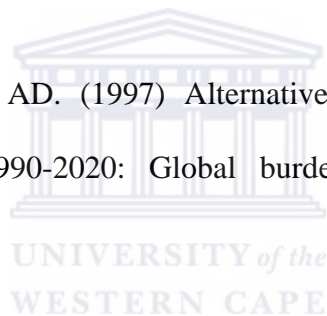 AD. (1997) Alternative
990-2020: Global burde
UNIVERSITY of the
WESTERN CAPE